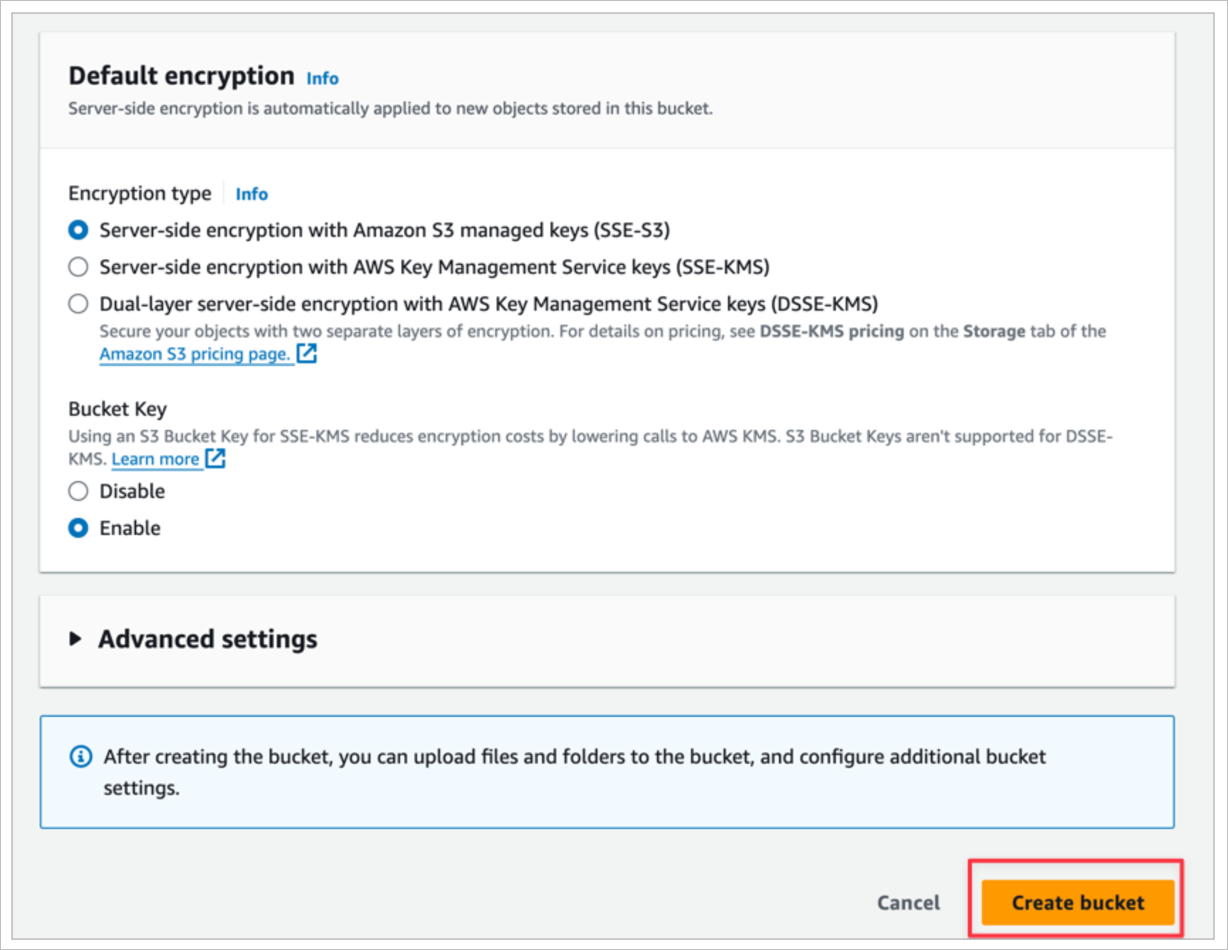 Default encryption Info
Server-side encryption is automatically applied to new objects stored in this bucket.
Encryption type Info
Server-side encryption with Amazon S3 managed keys (SSE-S3)
Server-side encryption with AWS Key Management Service keys (SSE-KMS)
Dual-layer server-side encryption with AWS Key Management Service keys (DSSE-KMS)
Secure your objects with two separate layers of encryption. For details on pricing, see DSSE-KMS pricing on the Storage tab of the
Amazon S3 pricing page.
Bucket Key
Using an S3 Bucket Key for SSE-KMS reduces encryption costs by lowering calls to AWS KMS. S3 Bucket Keys aren't supported for DSSE-
KMS. Learn more
Disable
Enable
Advanced settings
After creating the bucket, you can upload files and folders to the bucket, and configure additional bucket
settings.
Cancel Create bucket